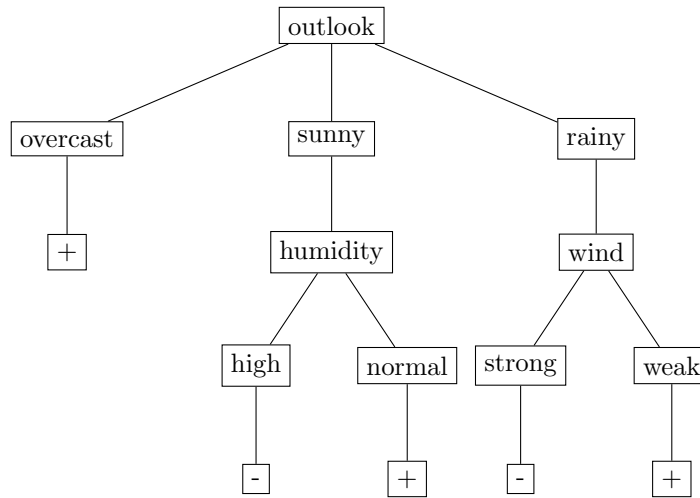 outlook
overcast
sunny
rainy
+
humidity
wind
high
normal
strong
weak
-
+
-
+